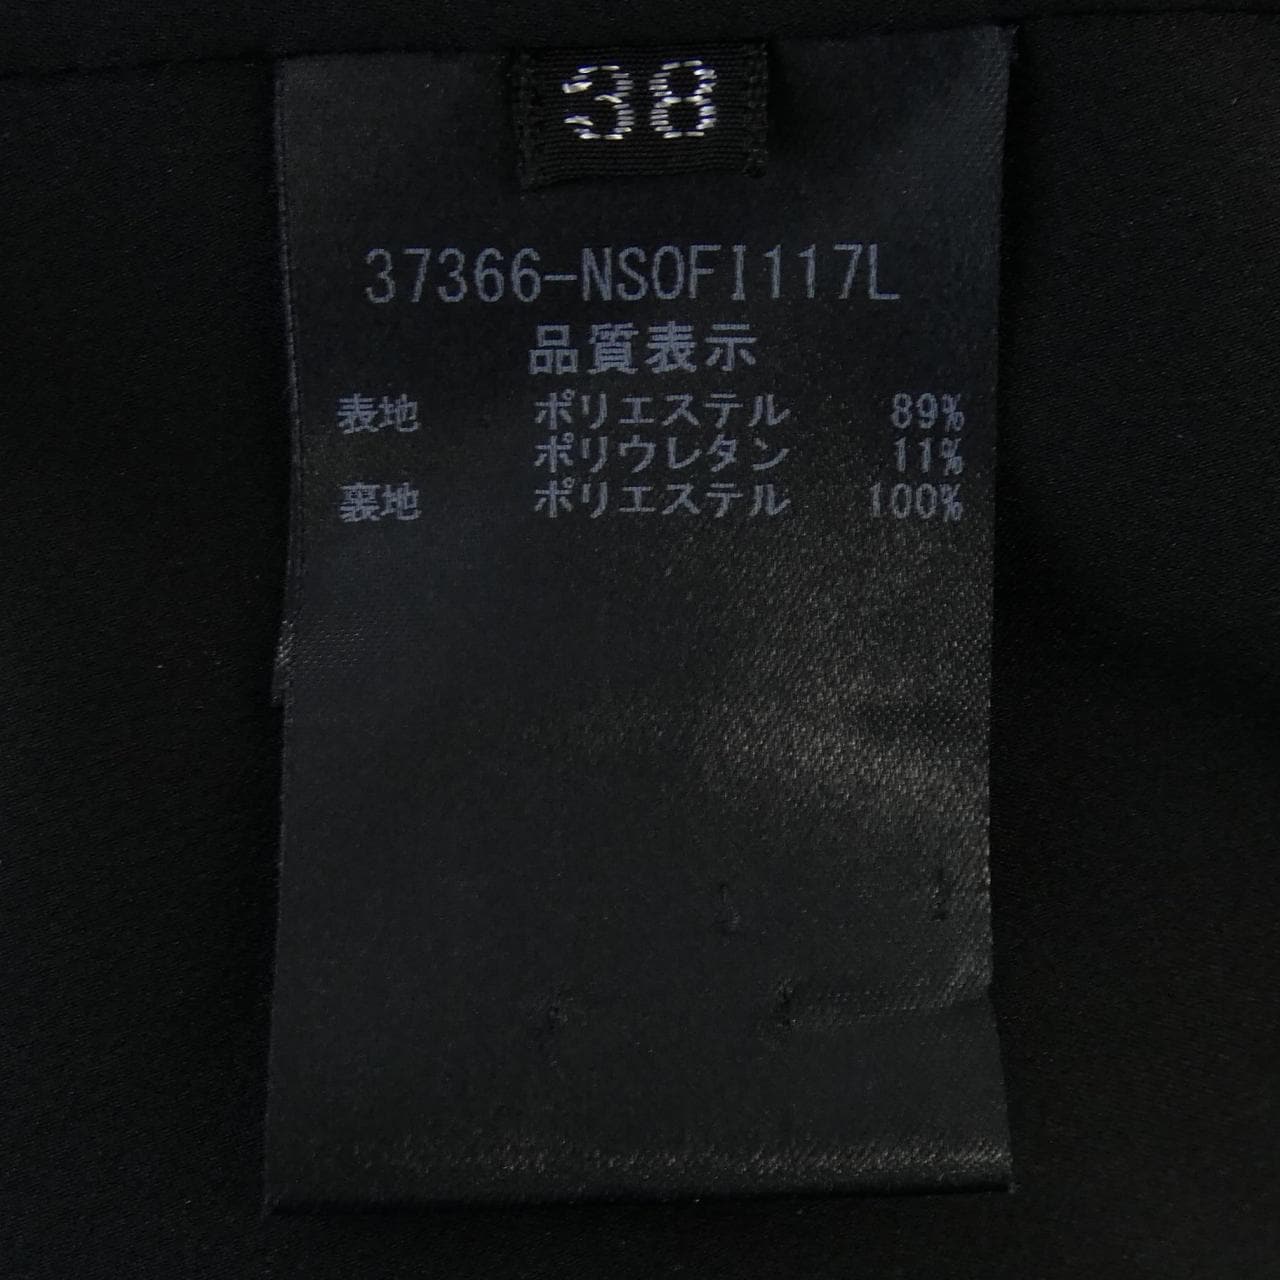 38
37366-NSOFI117L
品質表示
表地 ポリエステル 89%
ポリウレタン 11%
裏地 ポリエステル 100%